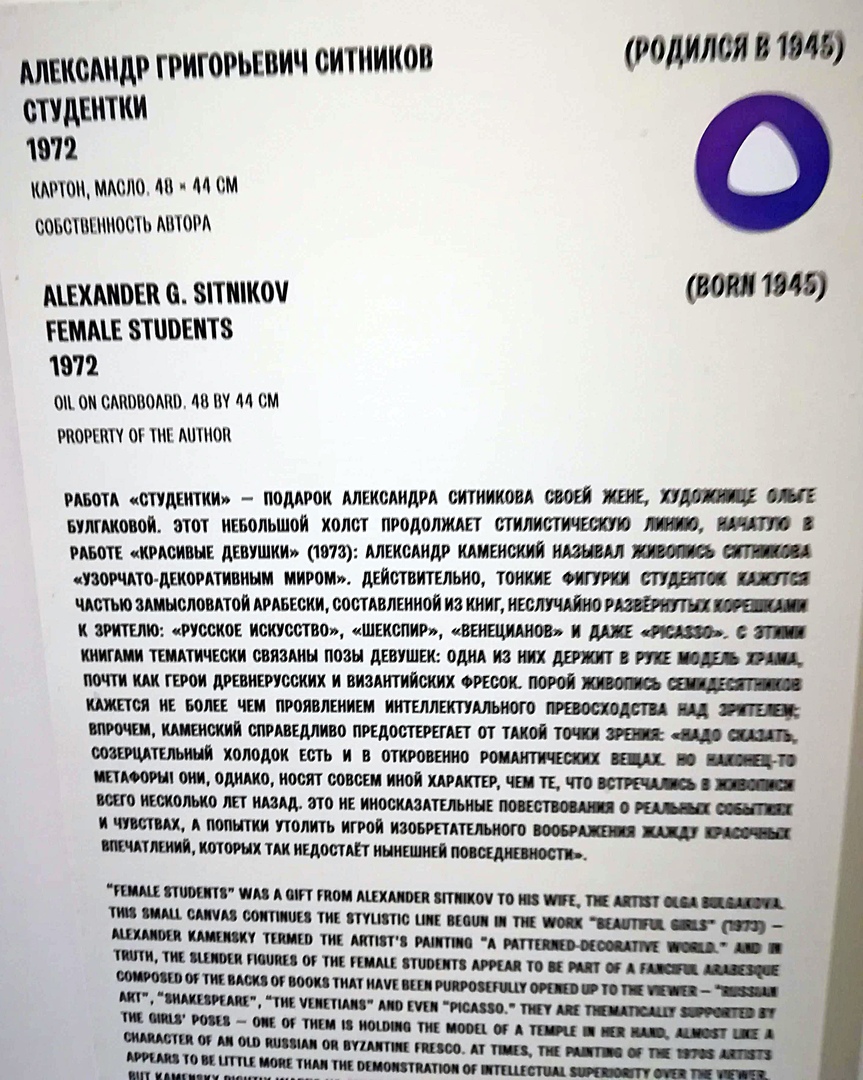 АЛЕКСАНДР ГРИГОРЬЕВИЧ СИТНИКОВ (РОДИЛСЯ В 1945)
СТУДЕНТКИ
1972
КАРТОН, МАСЛО. 48 × 44 СМ
СОБСТВЕННОСТЬ АВТОРА
ALEXANDER G. SITNIKOV (BORN 1945)
FEMALE STUDENTS
1972
OIL ON CARDBOARD. 48 BY 44 CM
PROPERTY OF THE AUTHOR
РАБОТА «СТУДЕНТКИ» — ПОДАРОК АЛЕКСАНДРА СИТНИКОВА СВОЕЙ ЖЕНЕ, ХУДОЖНИЦЕ ОЛЬГЕ
БУЛГАКОВОЙ. ЭТОТ НЕБОЛЬШОЙ ХОЛСТ ПРОДОЛЖАЕТ СТИЛИСТИЧЕСКУЮ ЛИНИЮ, НАЧАТУЮ В
РАБОТЕ «КРАСИВЫЕ ДЕВУШКИ» (1973): АЛЕКСАНДР КАМЕНСКИЙ НАЗЫВАЛ ЖИВОПИСЬ СИТНИКОВА
«УЗОРЧАТО-ДЕКОРАТИВНЫМ МИРОМ». ДЕЙСТВИТЕЛЬНО, ТОНКИЕ ФИГУРКИ СТУДЕНТОК КАЖУТСЯ
ЧАСТЬЮ ЗАМЫСЛОВАТОЙ АРАБЕСКИ, СОСТАВЛЕННОЙ ИЗ КНИГ, НЕСЛУЧАЙНО РАЗВЁРНУТЫХ КОРЕШКАМИ
К ЗРИТЕЛЮ: «РУССКОЕ ИСКУССТВО», «ШЕКСПИР», «ВЕНЕЦИАНОВ» И ДАЖЕ «PICASSO». С ЭТИМИ
КНИГАМИ ТЕМАТИЧЕСКИ СВЯЗАНЫ ПОЗЫ ДЕВУШЕК: ОДНА ИЗ НИХ ДЕРЖИТ В РУКЕ МОДЕЛЬ ХРАМА,
ПОЧТИ КАК ГЕРОИ ДРЕВНЕРУССКИХ И ВИЗАНТИЙСКИХ ФРЕСОК. ПОРОЙ ЖИВОПИСЬ СЕМИДЕСЯТНИКОВ
КАЖЕТСЯ НЕ БОЛЕЕ ЧЕМ ПРОЯВЛЕНИЕМ ИНТЕЛЛЕКТУАЛЬНОГО ПРЕВОСХОДСТВА НАД ЗРИТЕЛЕМ;
ВПРОЧЕМ, КАМЕНСКИЙ СПРАВЕДЛИВО ПРЕДОСТЕРЕГАЕТ ОТ ТАКОЙ ТОЧКИ ЗРЕНИЯ: «НАДО СКАЗАТЬ,
СОЗЕРЦАТЕЛЬНЫЙ ХОЛОДОК ЕСТЬ И В ОТКРОВЕННО РОМАНТИЧЕСКИХ ВЕЩАХ. НО НАКОНЕЦ-ТО
МЕТАФОРЫ! ОНИ, ОДНАКО, НОСЯТ СОВСЕМ ИНОЙ ХАРАКТЕР, ЧЕМ ТЕ, ЧТО ВСТРЕЧАЛИСЬ В ЖИВОПИСИ
ВСЕГО НЕСКОЛЬКО ЛЕТ НАЗАД. ЭТО НЕ ИНОСКАЗАТЕЛЬНЫЕ ПОВЕСТВОВАНИЯ О РЕАЛЬНЫХ СОБЫТИЯХ
И ЧУВСТВАХ, А ПОПЫТКИ УТОЛИТЬ ИГРОЙ ИЗОБРЕТАТЕЛЬНОГО ВООБРАЖЕНИЯ ЖАЖДУ КРАСОЧНЫХ
ВПЕЧАТЛЕНИЙ, КОТОРЫХ ТАК НЕДОСТАЁТ НЫНЕШНЕЙ ПОВСЕДНЕВНОСТИ».
"FEMALE STUDENTS" WAS A GIFT FROM ALEXANDER SITNIKOV TO HIS WIFE, THE ARTIST OLGA BULGAKOVA.
THIS SMALL CANVAS CONTINUES THE STYLISTIC LINE BEGUN IN THE WORK "BEAUTIFUL GIRLS" (1973) —
ALEXANDER KAMENSKY TERMED THE ARTIST'S PAINTING "A PATTERNED-DECORATIVE WORLD." AND IN
TRUTH, THE SLENDER FIGURES OF THE FEMALE STUDENTS APPEAR TO BE PART OF A FANCIFUL ARABESQUE
COMPOSED OF THE BACKS OF BOOKS THAT HAVE BEEN PURPOSEFULLY OPENED UP TO THE VIEWER — "RUSSIAN
ART", "SHAKESPEARE", "THE VENETIANS" AND EVEN "PICASSO." THEY ARE THEMATICALLY SUPPORTED BY
THE GIRLS' POSES — ONE OF THEM IS HOLDING THE MODEL OF A TEMPLE IN HER HAND, ALMOST LIKE A
CHARACTER OF AN OLD RUSSIAN OR BYZANTINE FRESCO. AT TIMES, THE PAINTING OF THE 1970S ARTISTS
APPEARS TO BE LITTLE MORE THAN THE DEMONSTRATION OF INTELLECTUAL SUPERIORITY OVER THE VIEWER,
BUT KAMENSKY RIGHTLY